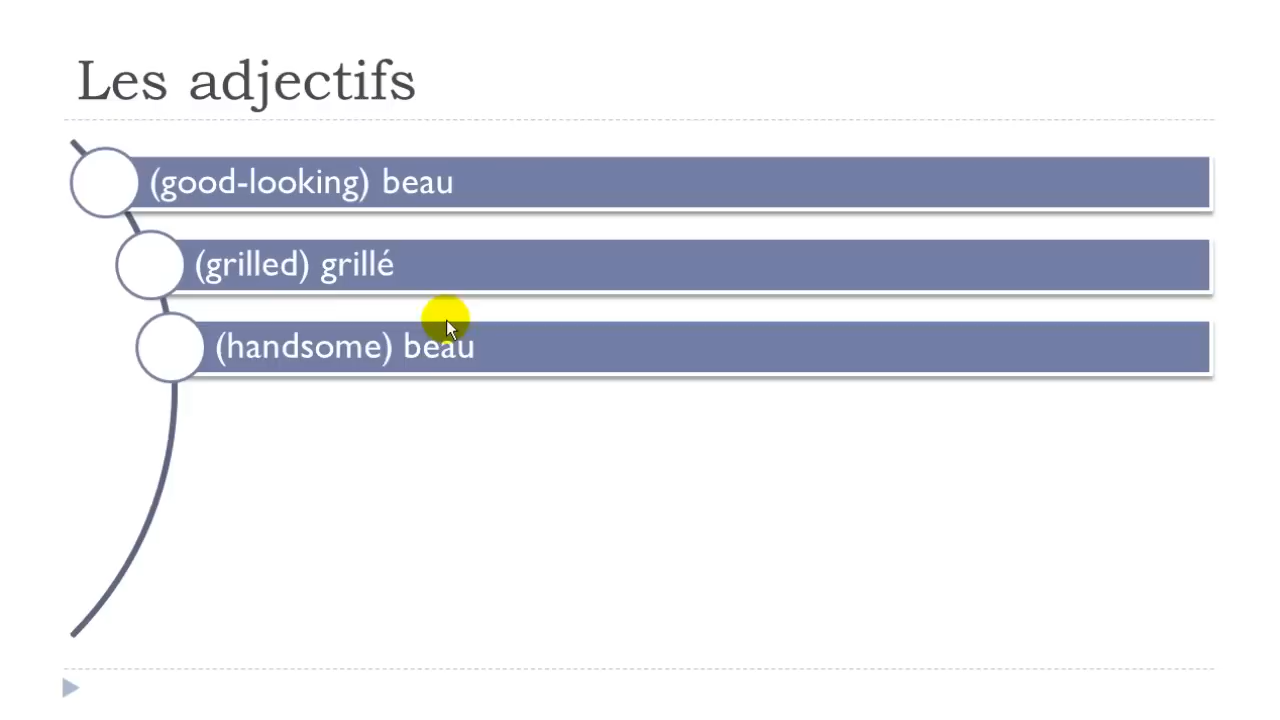 Les adjectifs
(good-looking) beau
(grilled) grillé
(handsome) beau